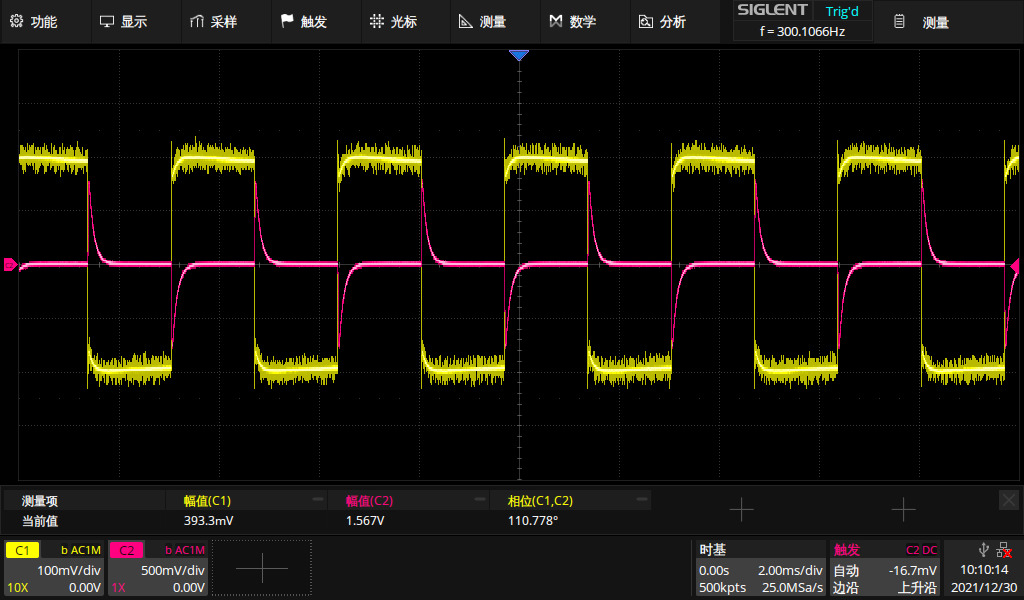 功能 显示 采样 触发 光标 测量 数学 分析 SIGLENT Trig'd 测量
f = 300.1066Hz
测量项 幅值(C1) 幅值(C2) 相位(C1,C2)
当前值 393.3mV 1.567V 110.778°
C1 b AC1M C2 b AC1M 时基 触发 C2 DC
100mV/div 500mV/div 0.00s 2.00ms/div 自动 -16.7mV 10:10:14
10X 0.00V 1X 0.00V 500kpts 25.0MSa/s 边沿 上升沿 2021/12/30